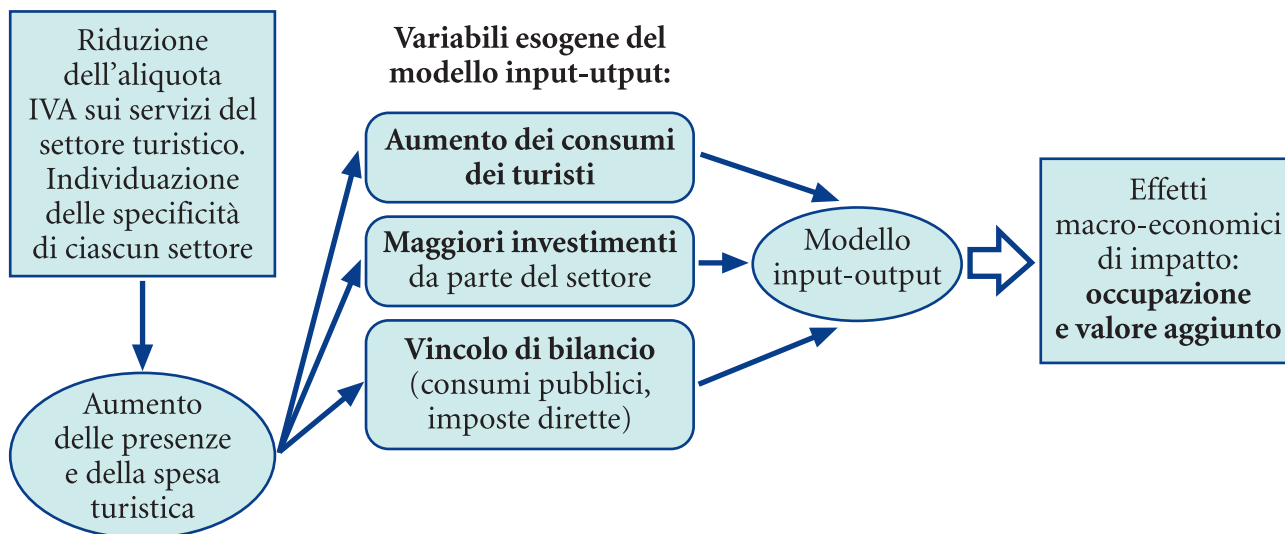 Riduzione
dell’aliquota
IVA sui servizi del
settore turistico.
Individuazione
delle specificità
di ciascun settore
Aumento
delle presenze
e della spesa
turistica
Variabili esogene del
modello input-utput:
Aumento dei consumi
dei turisti
Maggiori investimenti
da parte del settore
Vincolo di bilancio
(consumi pubblici,
imposte dirette)
Modello
input-output
Effetti
macro-economici
di impatto:
occupazione
e valore aggiunto